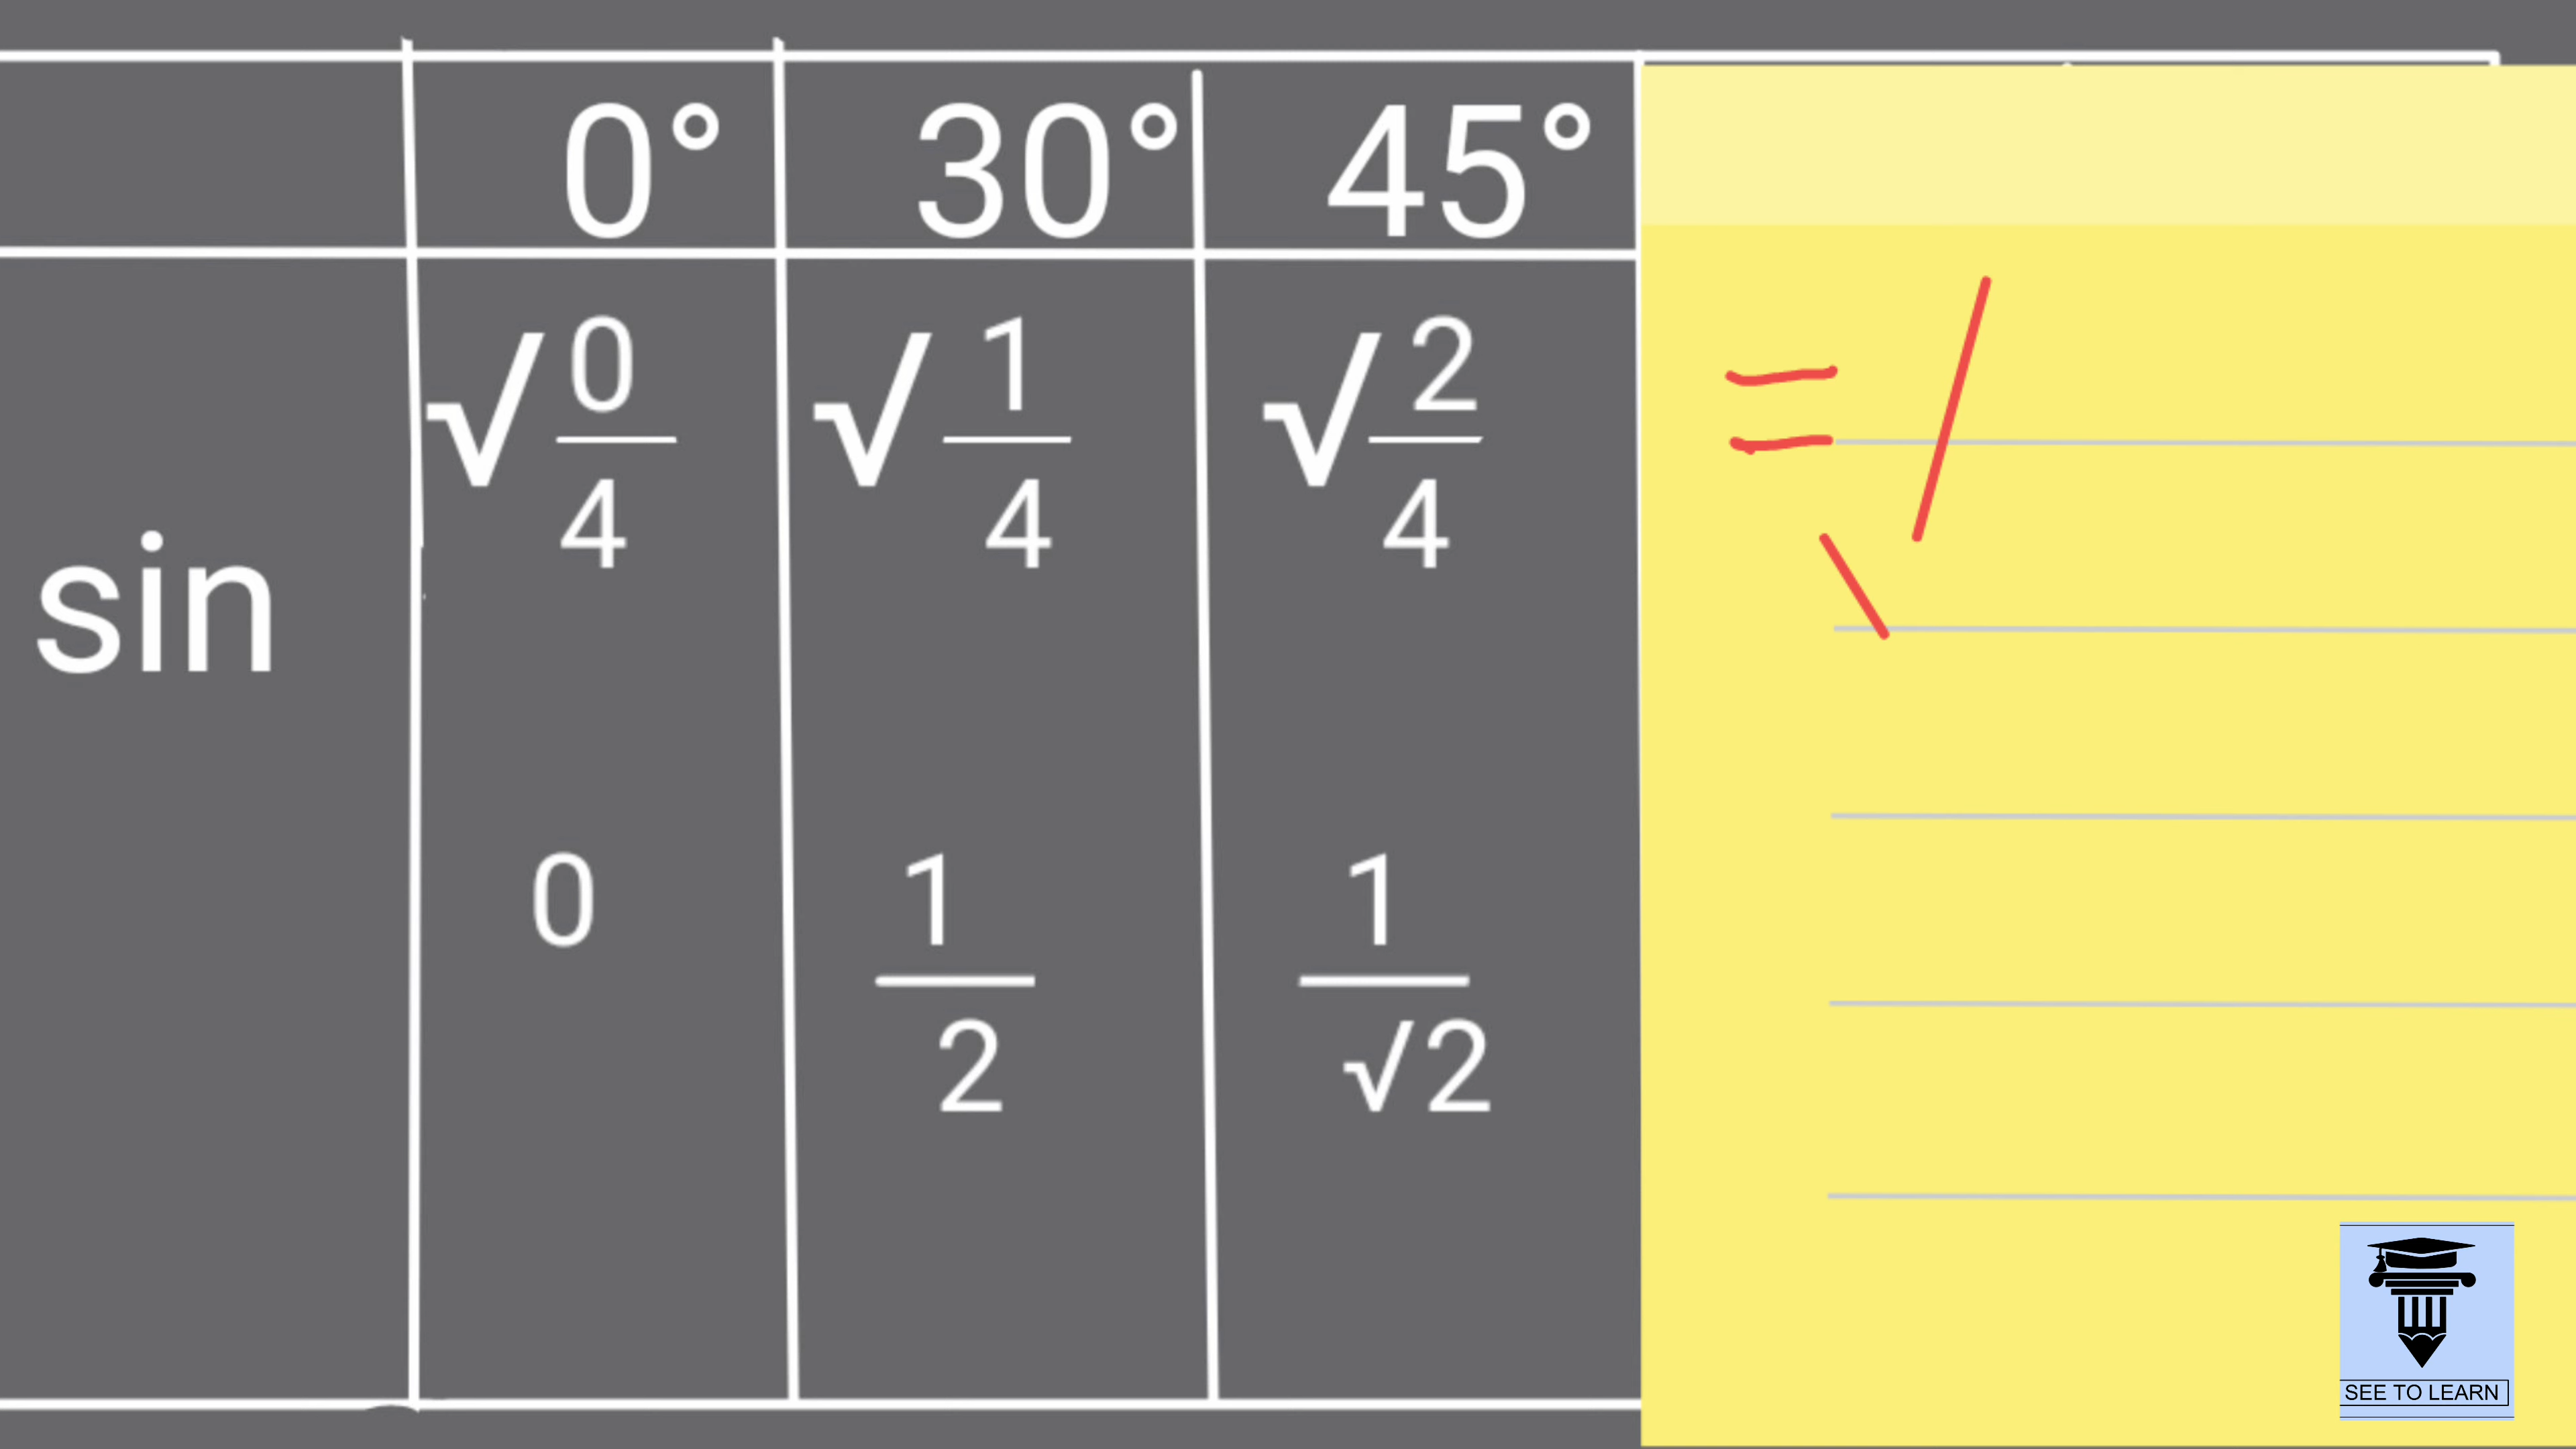 0° 30° 45°
√0/4 √1/4 √2/4
sin
0 1/2 1/√2
=
SEE TO LEARN